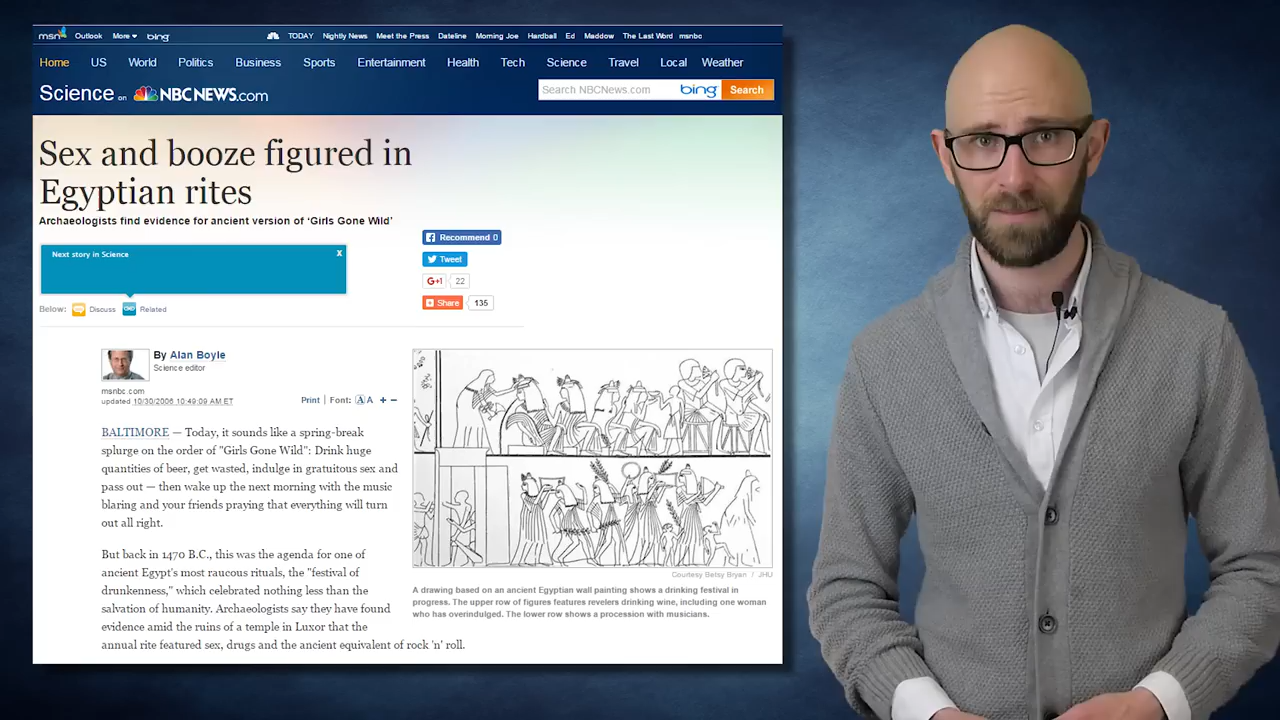 msn Outlook More bing TODAY Nightly News Meet the Press Dateline Morning Joe Hardball Ed Maddow The Last Word msnbc
Home US World Politics Business Sports Entertainment Health Tech Science Travel Local Weather
Science on NBCNEWS.com Search NBCNews.com bing Search
Sex and booze figured in
Egyptian rites
Archaeologists find evidence for ancient version of ‘Girls Gone Wild’
Recommend 0
Next story in Science X
Tweet
G+1 22
Share 135
Below: Discuss Related
By Alan Boyle
Science editor
msnbc.com
updated 10/30/2006 10:49:09 AM ET
Print | Font: A A + −
BALTIMORE — Today, it sounds like a spring-break
splurge on the order of "Girls Gone Wild": Drink huge
quantities of beer, get wasted, indulge in gratuitous sex and
pass out — then wake up the next morning with the music
blaring and your friends praying that everything will turn
out all right.
But back in 1470 B.C., this was the agenda for one of
ancient Egypt's most raucous rituals, the "festival of
drunkenness," which celebrated nothing less than the
salvation of humanity. Archaeologists say they have found
evidence amid the ruins of a temple in Luxor that the
annual rite featured sex, drugs and the ancient equivalent of rock 'n' roll.
Courtesy Betsy Bryan / JHU
A drawing based on an ancient Egyptian wall painting shows a drinking festival in
progress. The upper row of figures features revelers drinking wine, including one woman
who has overindulged. The lower row shows a procession with musicians.